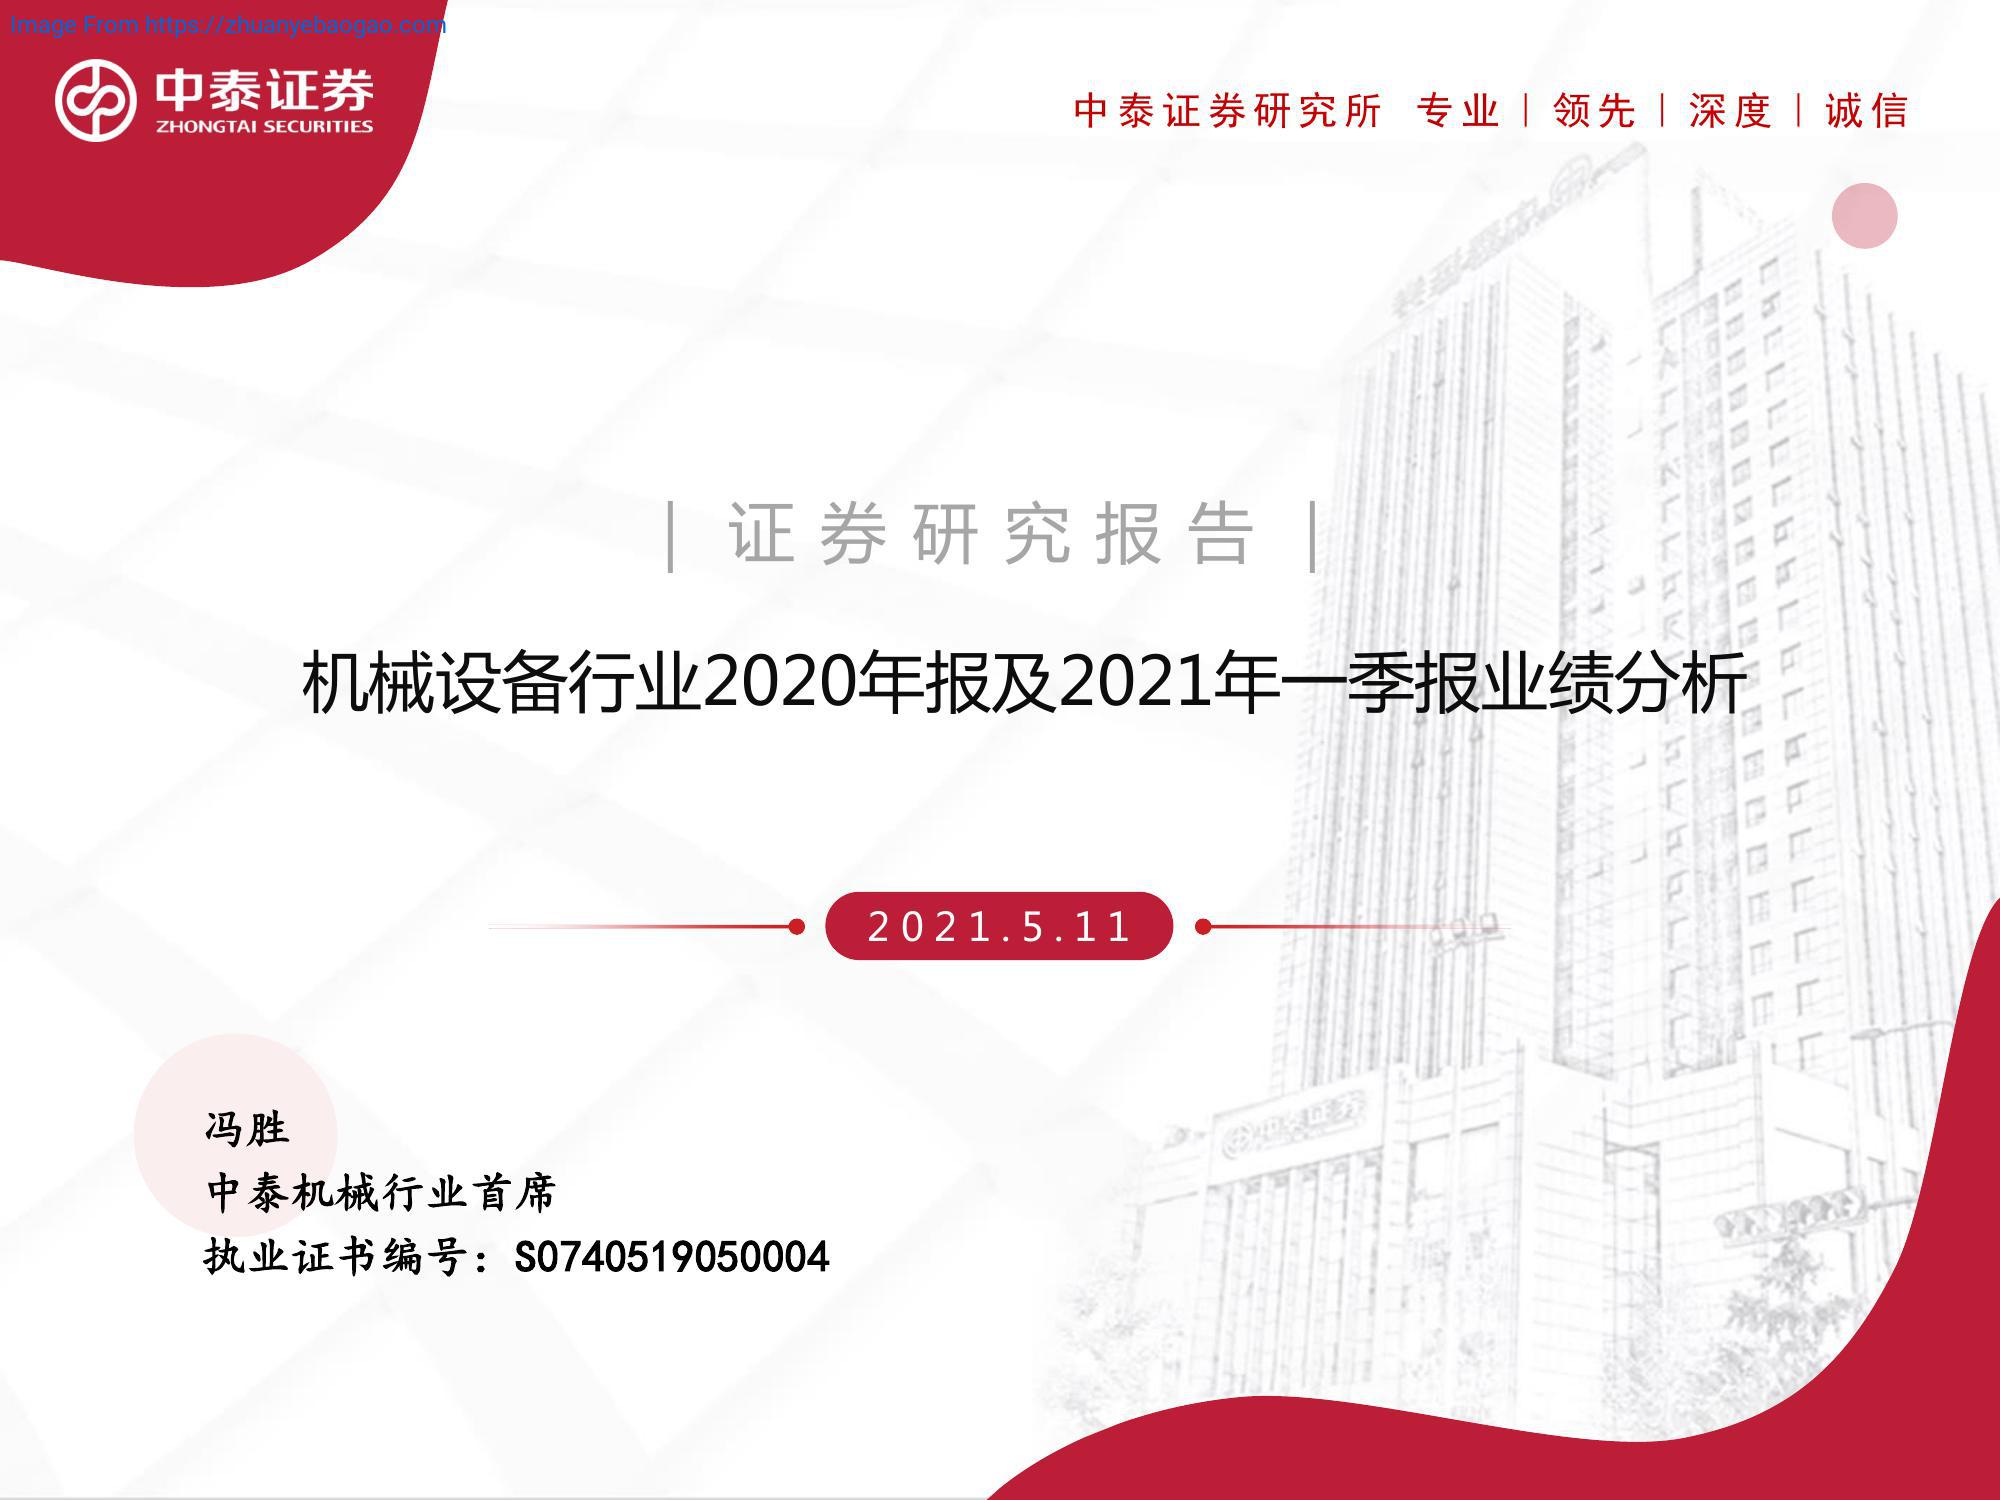 Image From https://zhuanyebaogao.com
中泰证券
ZHONGTAI SECURITIES
中泰证券研究所 专业｜领先｜深度｜诚信
｜证券研究报告｜
机械设备行业2020年报及2021年一季报业绩分析
2021.5.11
中泰证券
冯胜
中泰机械行业首席
执业证书编号：S0740519050004